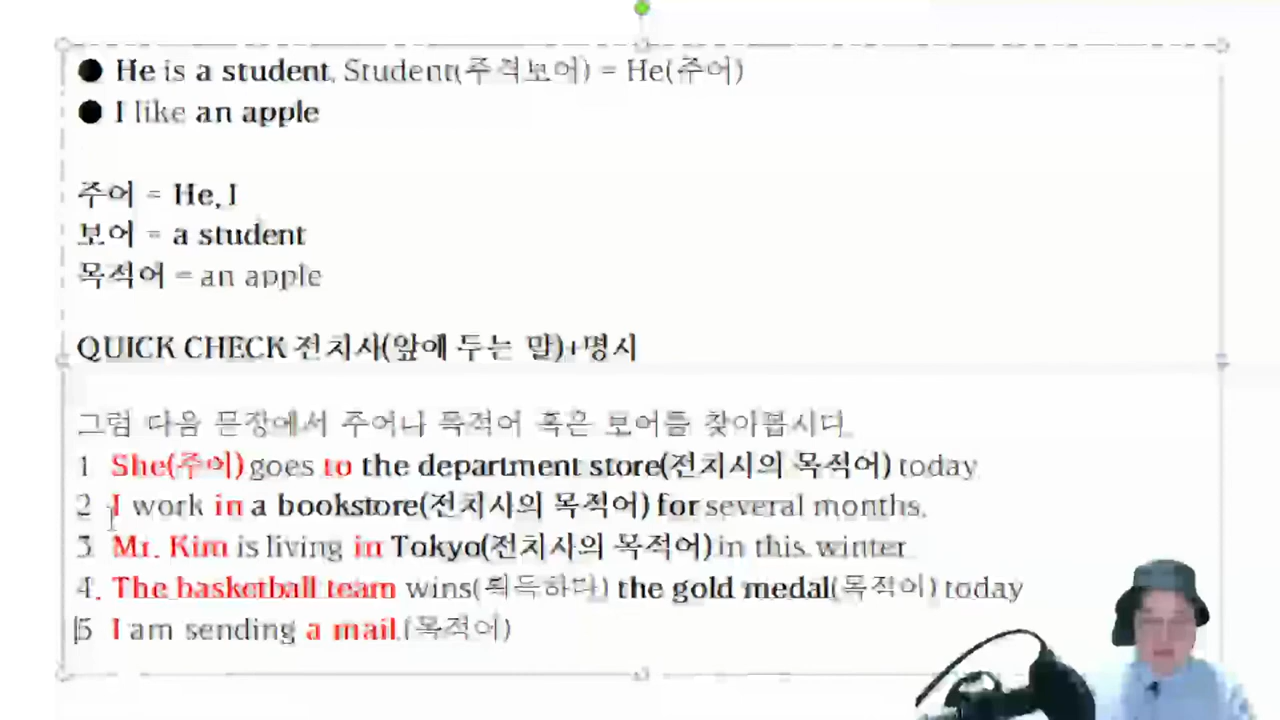 ● He is a student. Student(주격보어) = He(주어)
● I like an apple
주어 = He, I
보어 = a student
목적어 = an apple
QUICK CHECK 전치사(앞에 두는 말)+명사
그럼 다음 문장에서 주어나 목적어 혹은 보어를 찾아봅시다.
1 She(주어) goes to the department store(전치사의 목적어) today
2 I work in a bookstore(전치사의 목적어) for several months.
3 Mr. Kim is living in Tokyo(전치사의 목적어) in this winter
4. The basketball team wins(획득하다) the gold medal(목적어) today
5 I am sending a mail.(목적어)